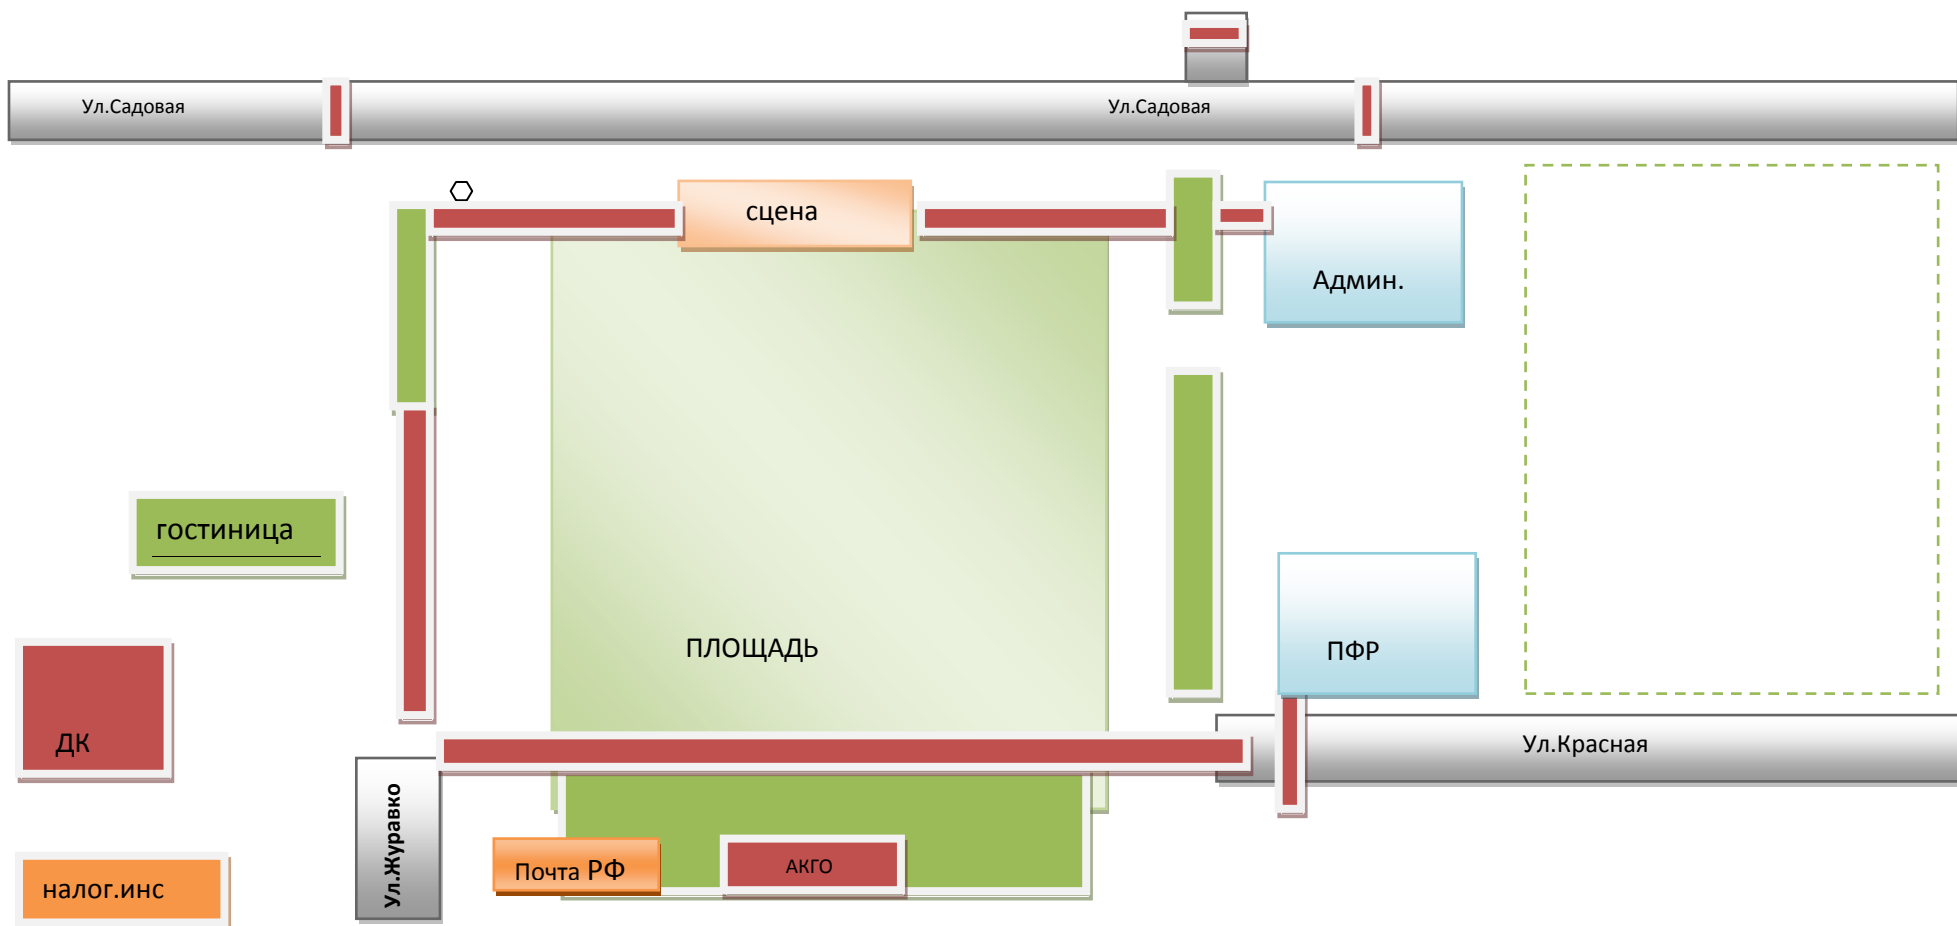 Ул.Садовая
Ул.Садовая
сцена
Админ.
гостиница
ПЛОЩАДЬ
ПФР
ДК
Ул.Красная
Ул.Журавко
Почта РФ
АКГО
налог.инс